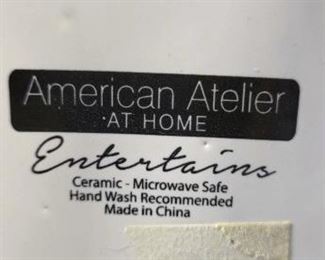 American Atelier
·AT HOME
Entertains
Ceramic - Microwave Safe
Hand Wash Recommended
Made in China